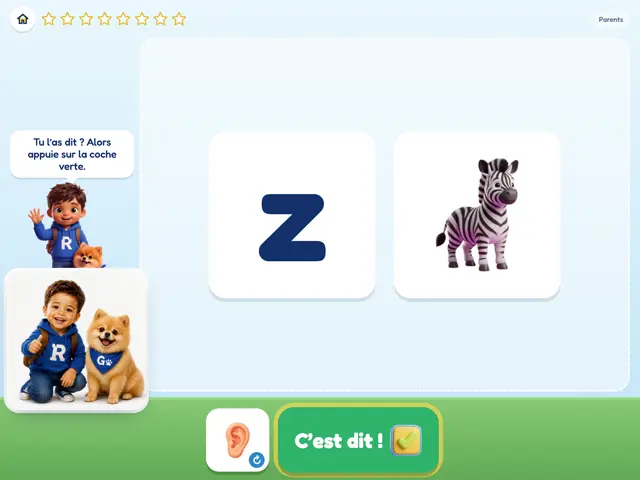 Parents
Tu l'as dit ? Alors
appuie sur la coche
verte.
R
R
G
z
C'est dit !